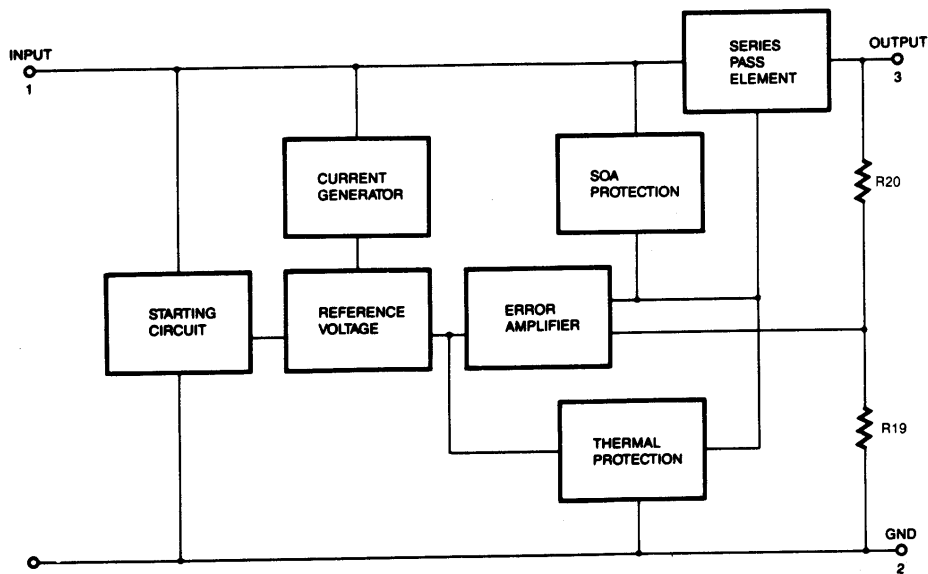 INPUT
1
SERIES
PASS
ELEMENT
OUTPUT
3
CURRENT
GENERATOR
SOA
PROTECTION
R20
STARTING
CIRCUIT
REFERENCE
VOLTAGE
ERROR
AMPLIFIER
THERMAL
PROTECTION
R19
GND
2